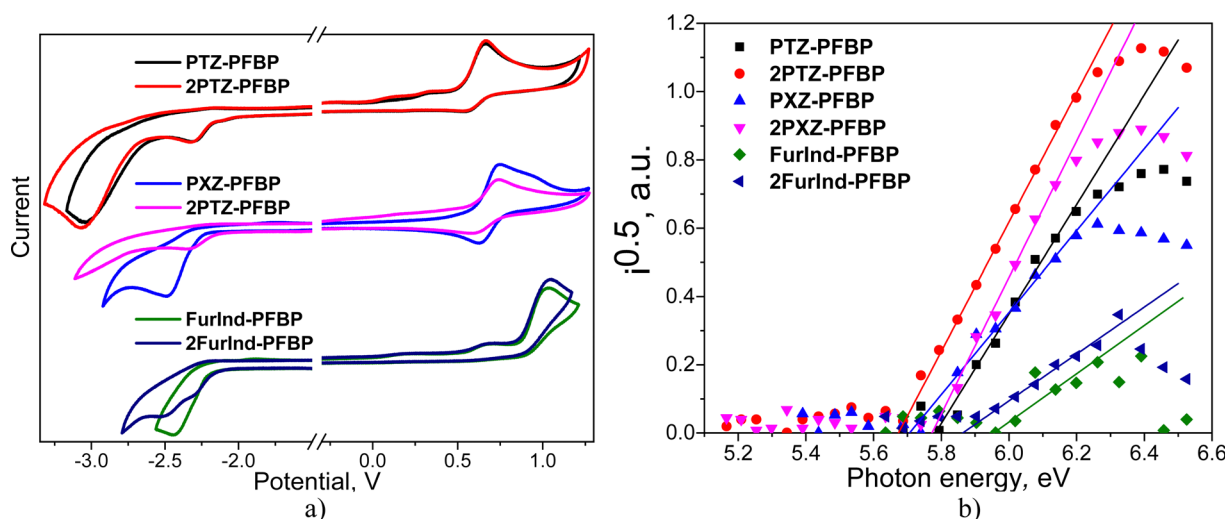 PTZ-PFBP
2PTZ-PFBP
PXZ-PFBP
2PTZ-PFBP
FurInd-PFBP
2FurInd-PFBP
Current
-3.0 -2.5 -2.0 0.0 0.5 1.0
Potential, V
a)
b)
1.2
1.0
0.8
0.6
0.4
0.2
0.0
i^0.5, a.u.
PTZ-PFBP
2PTZ-PFBP
PXZ-PFBP
2PXZ-PFBP
FurInd-PFBP
2FurInd-PFBP
5.2 5.4 5.6 5.8 6.0 6.2 6.4 6.6
Photon energy, eV
b)